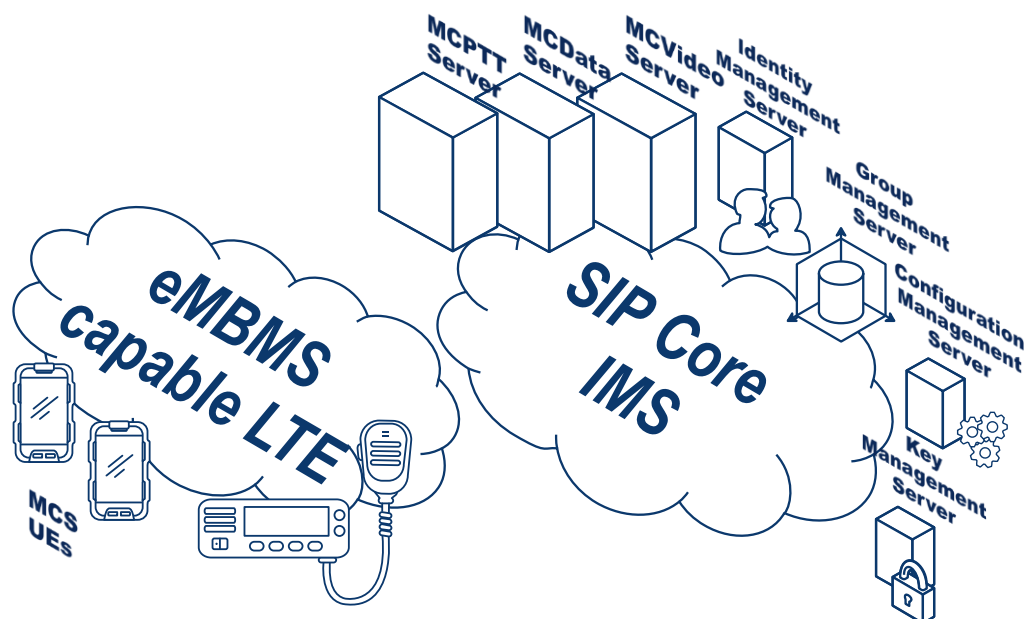 MCPTT
Server
MCData
Server
MCVideo
Server
Identity
Management
Server
Group
Management
Server
Configuration
Management
Server
Key
Management
Server
SIP Core
IMS
eMBMS
capable LTE
MCS
UEs